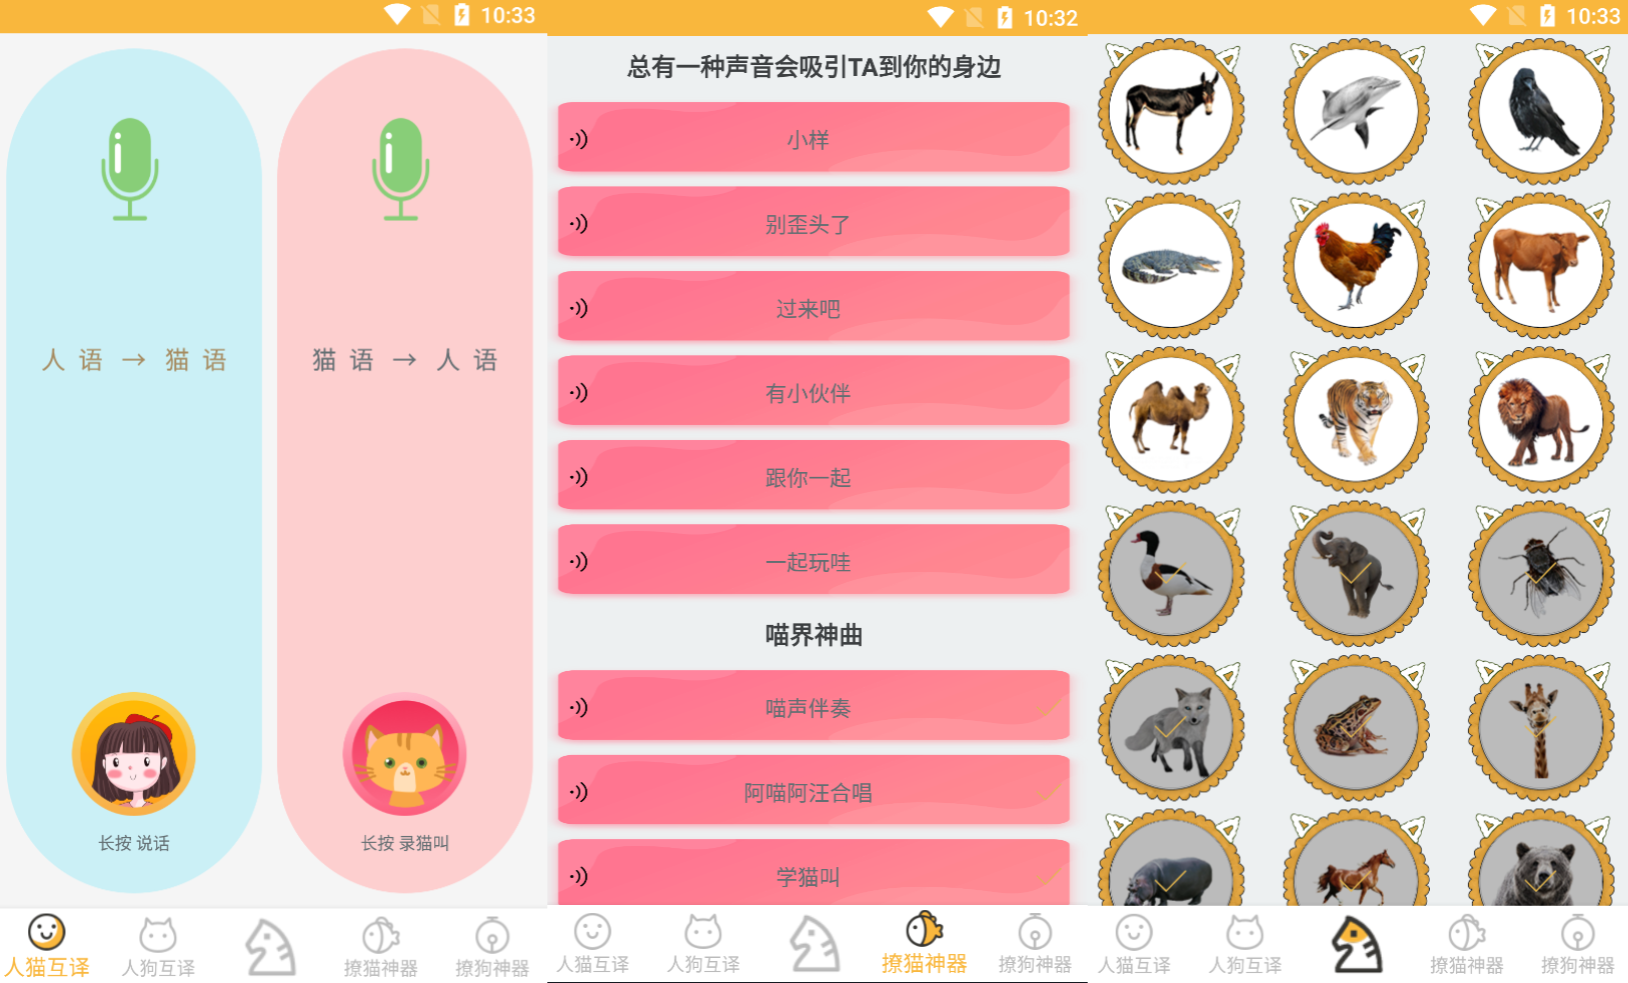 10:33
人 语 → 猫 语
长按 说话
猫 语 → 人 语
长按 录猫叫
人猫互译
人狗互译
撩猫神器
撩狗神器
10:32
总有一种声音会吸引TA到你的身边
小样
别歪头了
过来吧
有小伙伴
跟你一起
一起玩哇
喵界神曲
喵声伴奏
阿喵阿汪合唱
学猫叫
人猫互译
人狗互译
撩猫神器
撩狗神器
10:33
人猫互译
人狗互译
撩猫神器
撩狗神器